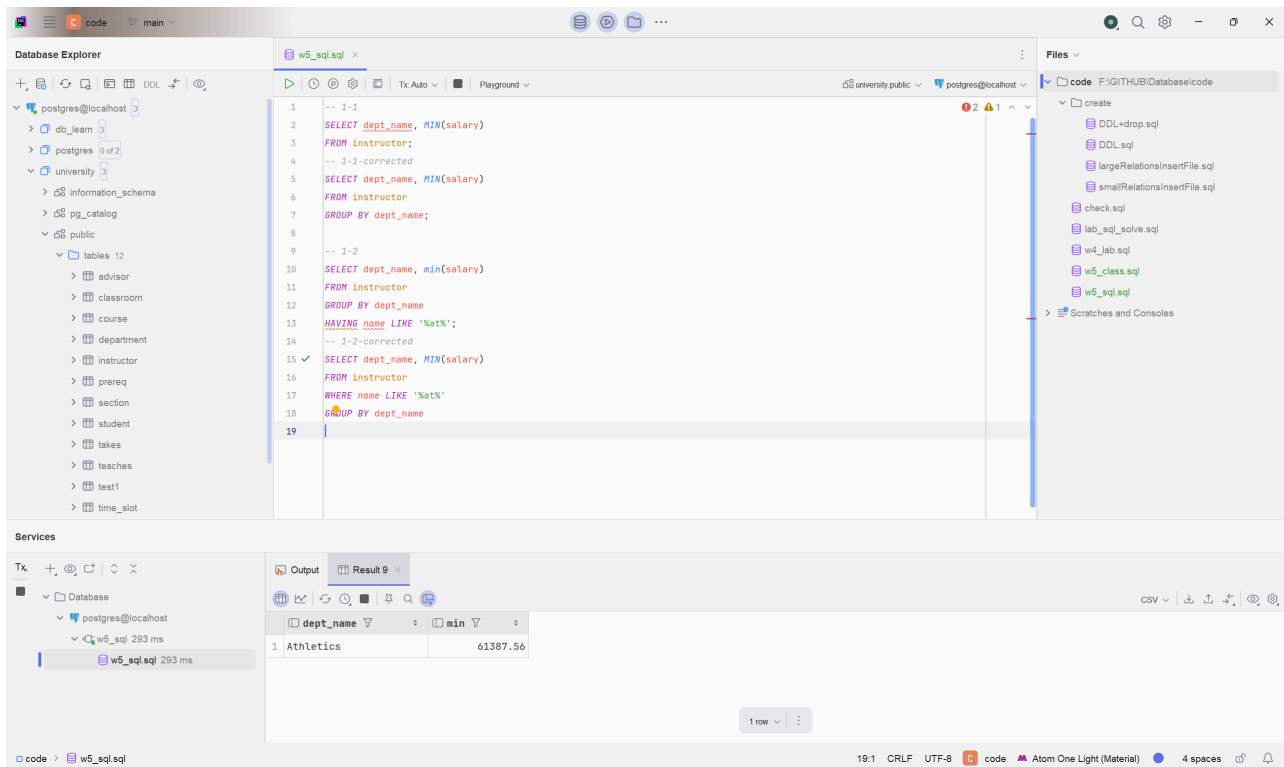 code
main
Database Explorer
w5_sql.sql
Files
DDL
Tx: Auto
Playground
university.public
postgres@localhost
postgres@localhost 3
db_learn 3
postgres 0 of 2
university 3
information_schema
pg_catalog
public
tables 12
advisor
classroom
course
department
instructor
prereq
section
student
takes
teaches
test1
time_slot
2 1
1 -- 1-1
2 SELECT dept_name, MIN(salary)
3 FROM instructor;
4 -- 1-1-corrected
5 SELECT dept_name, MIN(salary)
6 FROM instructor
7 GROUP BY dept_name;
8
9 -- 1-2
10 SELECT dept_name, min(salary)
11 FROM instructor
12 GROUP BY dept_name
13 HAVING name LIKE '%at%';
14 -- 1-2-corrected
15 SELECT dept_name, MIN(salary)
16 FROM instructor
17 WHERE name LIKE '%at%'
18 GROUP BY dept_name
19
code F:\GITHUB\Database\code
create
DDL+drop.sql
DDL.sql
largeRelationsInsertFile.sql
smallRelationsInsertFile.sql
check.sql
lab_sql_solve.sql
w4_lab.sql
w5_class.sql
w5_sql.sql
Scratches and Consoles
Services
Tx
Database
postgres@localhost
w5_sql 293 ms
w5_sql.sql 293 ms
Output
Result 9
CSV
dept_name min
1 Athletics 61387.56
1 row
code > w5_sql.sql
19:1 CRLF UTF-8 C code Atom One Light (Material) 4 spaces